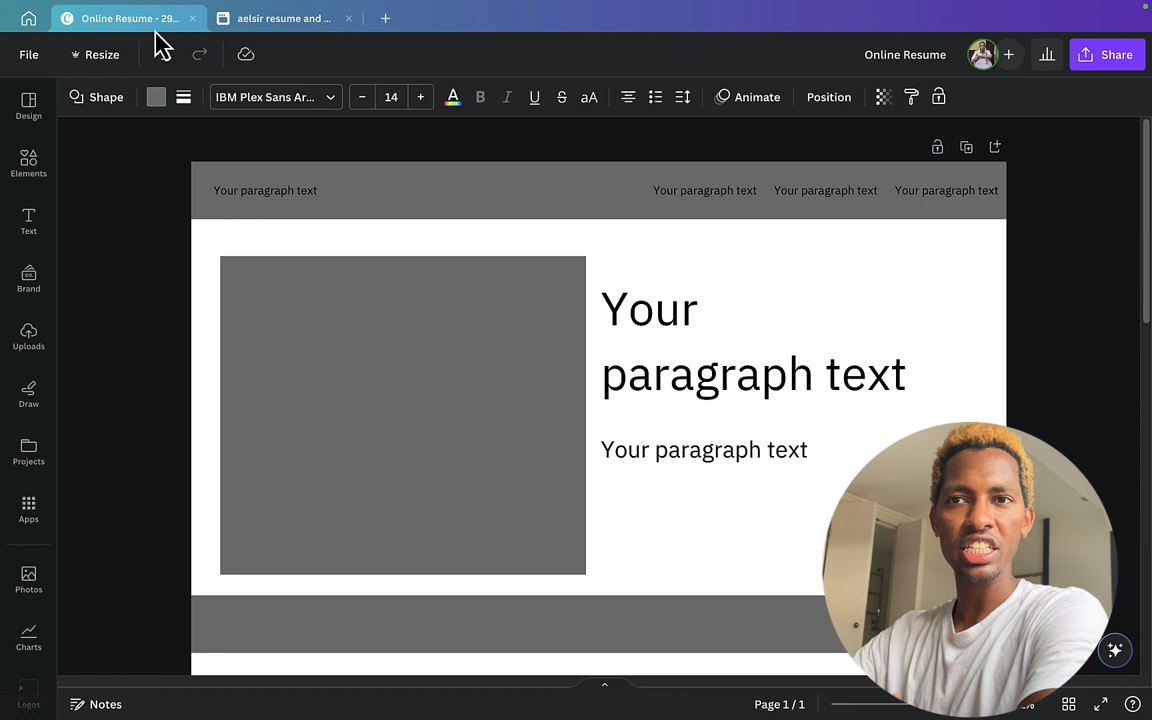 Online Resume - 29...
aelsir resume and ...
File
Resize
Online Resume
Share
Shape
IBM Plex Sans Ar...
14
A
B
I
U
S
aA
Animate
Position
Design
Elements
Text
Brand
Uploads
Draw
Projects
Apps
Photos
Charts
Logos
Your paragraph text
Your paragraph text
Your paragraph text
Your paragraph text
Your
paragraph text
Your paragraph text
Notes
Page 1 / 1